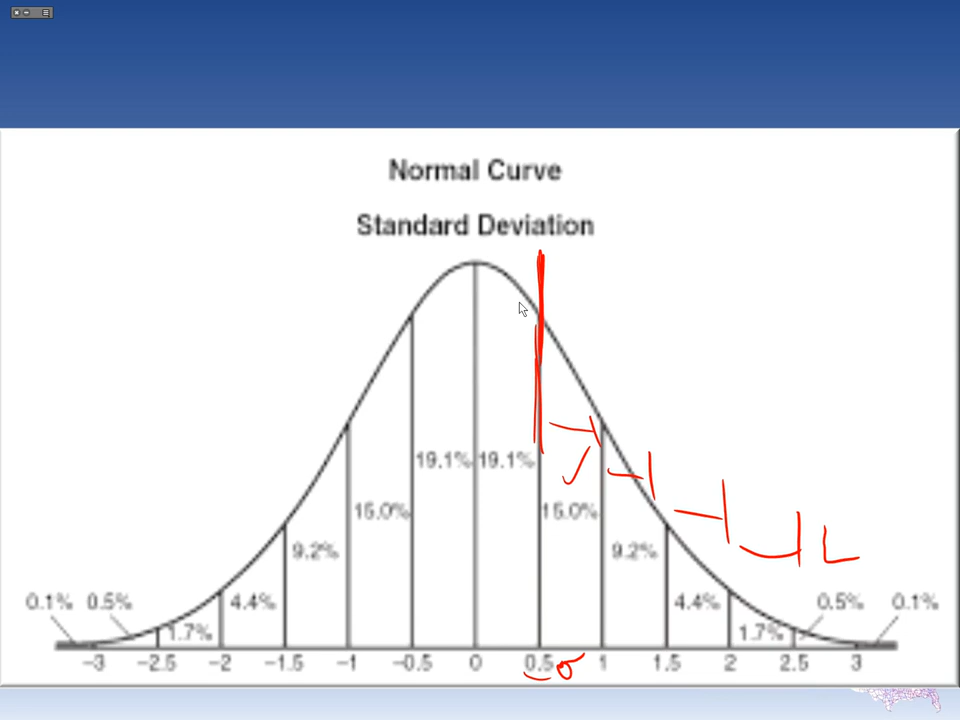 Normal Curve
Standard Deviation
19.1% 19.1%
15.0% 15.0%
9.2% 9.2%
0.1% 0.5% 4.4% 4.4% 0.5% 0.1%
1.7% 1.7%
−3 −2.5 −2 −1.5 −1 −0.5 0 0.5 σ 1 1.5 2 2.5 3